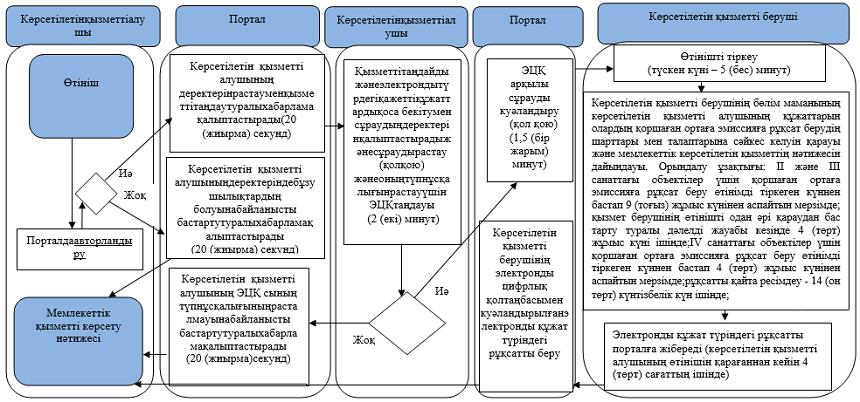 Көрсетілетінқызметтіалу
шы
Өтініш
Порталдаавторланды
ру
Мемлекеттік
қызметті көрсету
нәтижесі
Иә
Жоқ
Портал
Көрсетілетін қызметті
алушының
деректерінрастауменқызме
ттітаңдаутуралыхабарлама
қалыптастырады(20
(жиырма) секунд)
Көрсетілетін қызметті
алушыныңдеректеріндебұзу
шылықтардың
болуынабайланысты
бастартутуралыхабарламақ
алыптастырады
(20 (жиырма) секунд)
Көрсетілетін қызметті
алушының ЭЦҚ сының
түпнұсқалығыныңраста
лмауынабайланысты
бастартутуралыхабарла
мақалыптастырады
(20 (жиырма)секунд)
Көрсетілетінқызметтіал
ушы
Қызметтітаңдайды
жәнеэлектрондытү
рдегіқажеттіқұжатт
ардықоса бекітумен
сұраудыңдеректері
нқалыптастырадыж
әнесұраудырастау
(қолқою)
жәнеоныңтүпнұсқа
лығынрастауүшін
ЭЦҚтаңдауы
(2 (екі) минут)
Жоқ
Иә
Портал
ЭЦҚ
арқылы
сұрауды
куәландыру
(қол қою)
(1,5 (бір
жарым)
минут)
Көрсетілетін
қызметті
берушінің
электронды
цифрлық
қолтаңбасымен
куәландырылғанэ
лектронды құжат
түріндегі
рұқсатты беру
Көрсетілетін қызметті беруші
Өтінішті тіркеу
(түскен күні – 5 (бес) минут)
Көрсетілетін қызметті берушінің бөлім маманының
көрсетілетін қызметті алушының құжаттарын
олардың қоршаған ортаға эмиссияға рұқсат берудің
шарттары мен талаптарына сәйкес келуін қарауы
және мемлекеттік көрсетілетін қызметтің нәтижесін
дайындауы. Орындалу ұзақтығы: II және III
санаттағы объектілер үшін қоршаған ортаға
эмиссияға рұқсат беру өтінімді тіркеген күннен
бастап 9 (тоғыз) жұмыс күнінен аспайтын мерзімде;
қызмет берушінің өтінішті одан әрі қараудан бас
тарту туралы дәлелді жауабы кезінде 4 (төрт)
жұмыс күні ішінде;IV санаттағы объектілер үшін
қоршаған ортаға эмиссияға рұқсат беру өтінімді
тіркеген күннен бастап 4 (төрт) жұмыс күнінен
аспайтын мерзімде;рұқсатты қайта ресімдеу - 14 (он
төрт) күнтізбелік күн ішінде;
Электронды құжат түріндегі рұқсатты
порталға жібереді (көрсетілетін қызметті
алушының өтінішін қарағаннан кейін 4
(төрт) сағаттың ішінде)